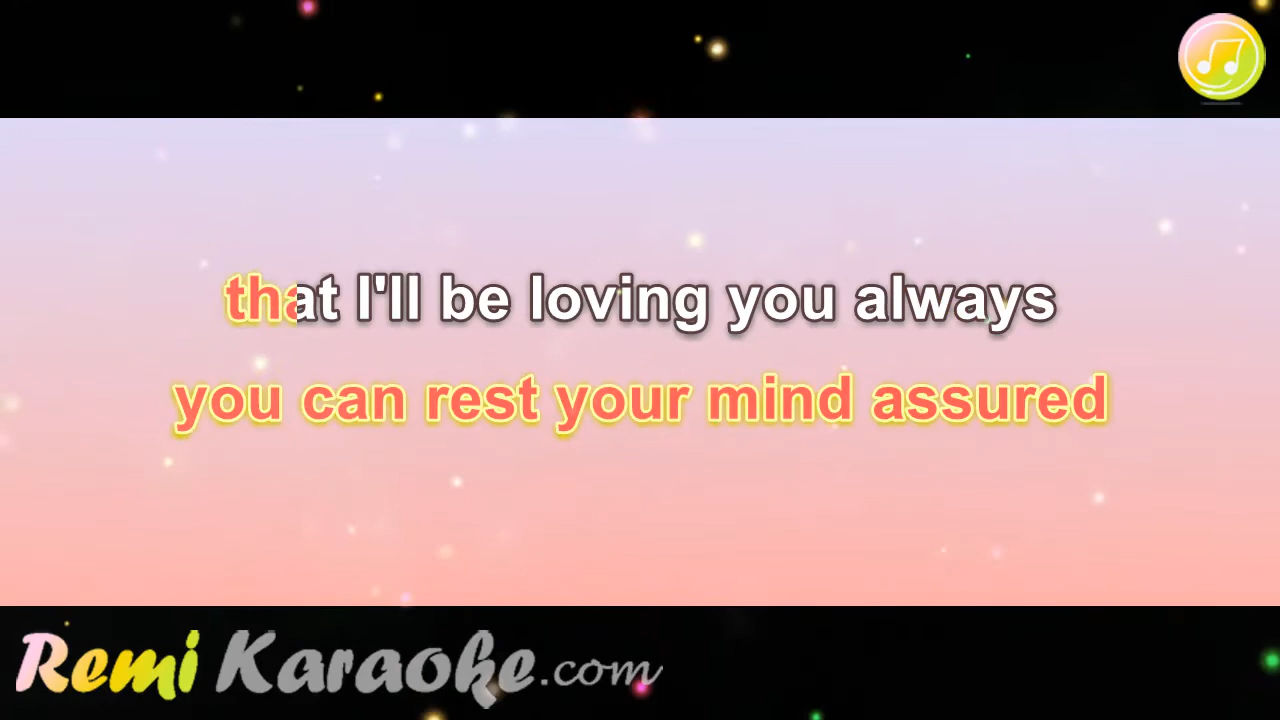 that I'll be loving you always
you can rest your mind assured
Remi Karaoke.com